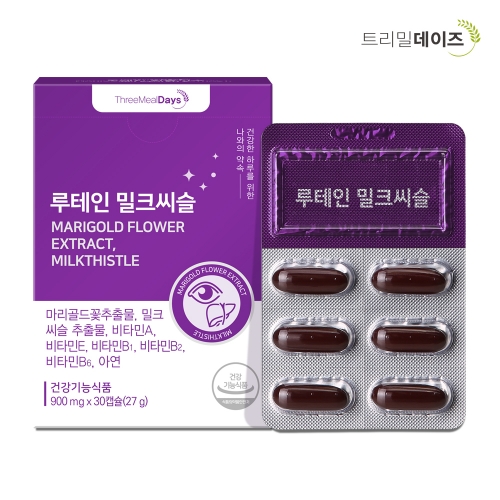 트리밀데이즈
ThreeMealDays
건강한 하루를 위한
나와의 약속
루테인 밀크씨슬
MARIGOLD FLOWER
EXTRACT,
MILKTHISTLE
MARIGOLD FLOWER EXTRACT
MILKTHISTLE
마리골드꽃추출물, 밀크
씨슬 추출물, 비타민A,
비타민E, 비타민B1, 비타민B2,
비타민B6, 아연
건강기능식품
900 mg x 30캡슐(27 g)
건강
기능식품
루테인 밀크씨슬